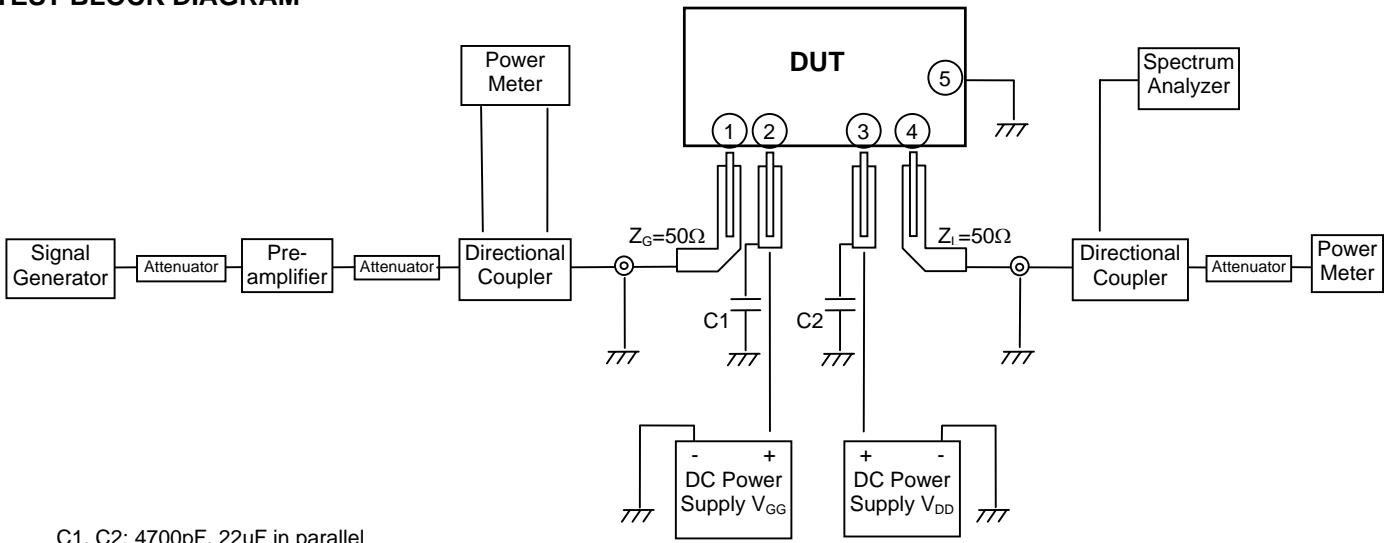 TEST BLOCK DIAGRAM
DUT
Power
Meter
Spectrum
Analyzer
5
1
2
3
4
Signal
Generator
Attenuator
Pre-
amplifier
Attenuator
Directional
Coupler
ZG=50Ω
ZL=50Ω
Directional
Coupler
Attenuator
Power
Meter
C1
C2
- +
DC Power
Supply VGG
+ -
DC Power
Supply VDD
C1, C2: 4700pF, 22uF in parallel